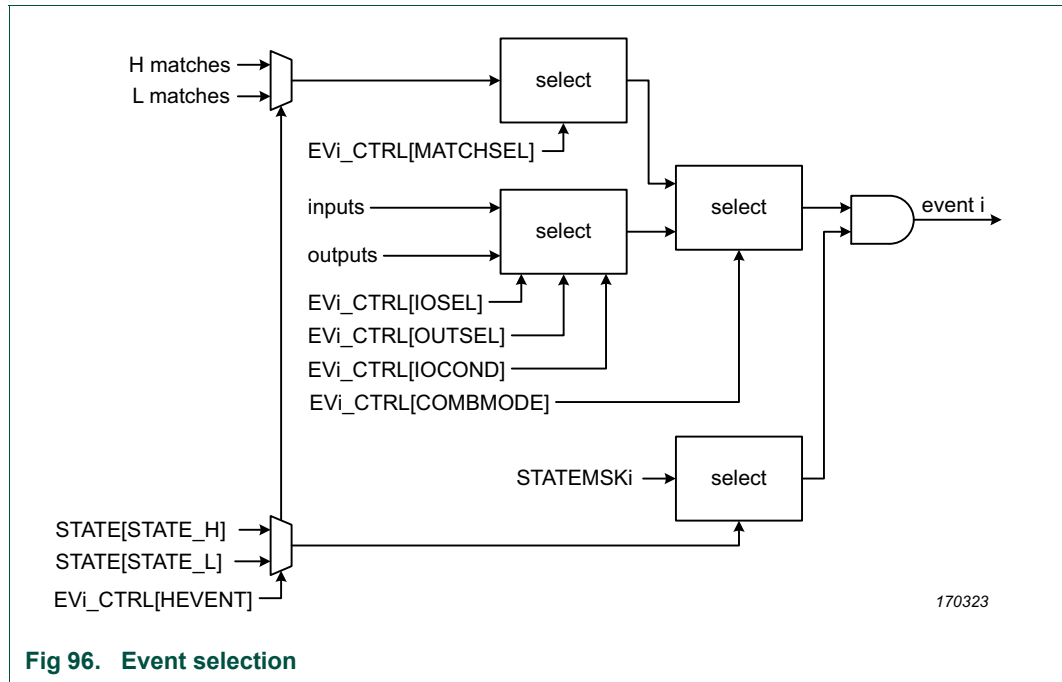 H matches
L matches
select
EVi_CTRL[MATCHSEL]
inputs
outputs
select
select
event i
EVi_CTRL[IOSEL]
EVi_CTRL[OUTSEL]
EVi_CTRL[IOCOND]
EVi_CTRL[COMBMODE]
STATEMSKi
select
STATE[STATE_H]
STATE[STATE_L]
EVi_CTRL[HEVENT]
170323
Fig 96. Event selection